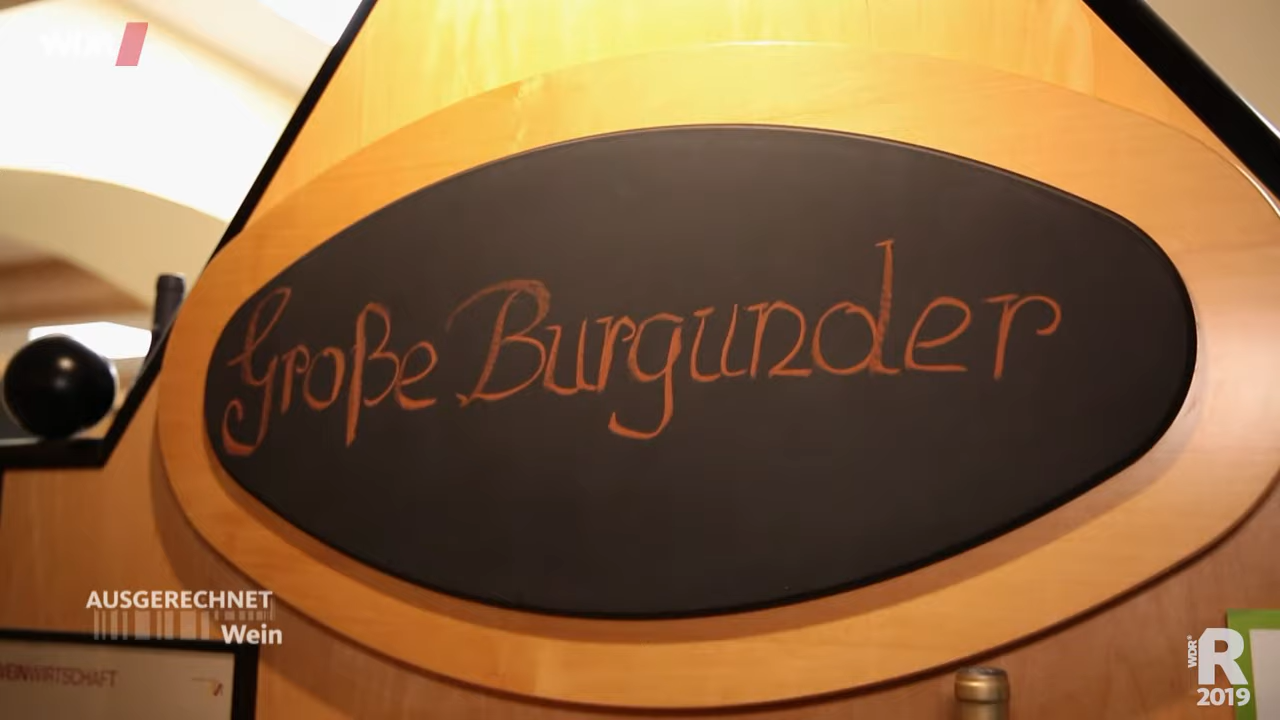 WDR
Große Burgunder
AUSGERECHNET
Wein
WEINWIRTSCHAFT
WDR®
R
2019